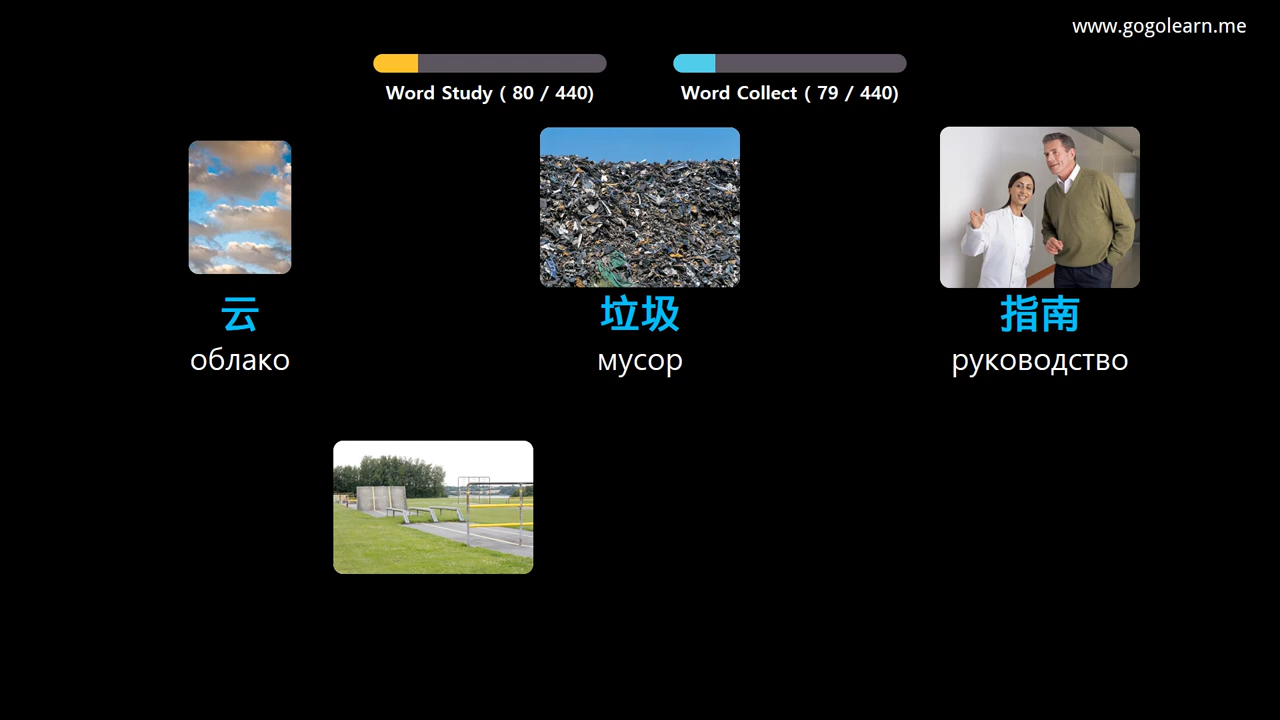 www.gogolearn.me
Word Study ( 80 / 440)
Word Collect ( 79 / 440)
云
облако
垃圾
мусор
指南
руководство